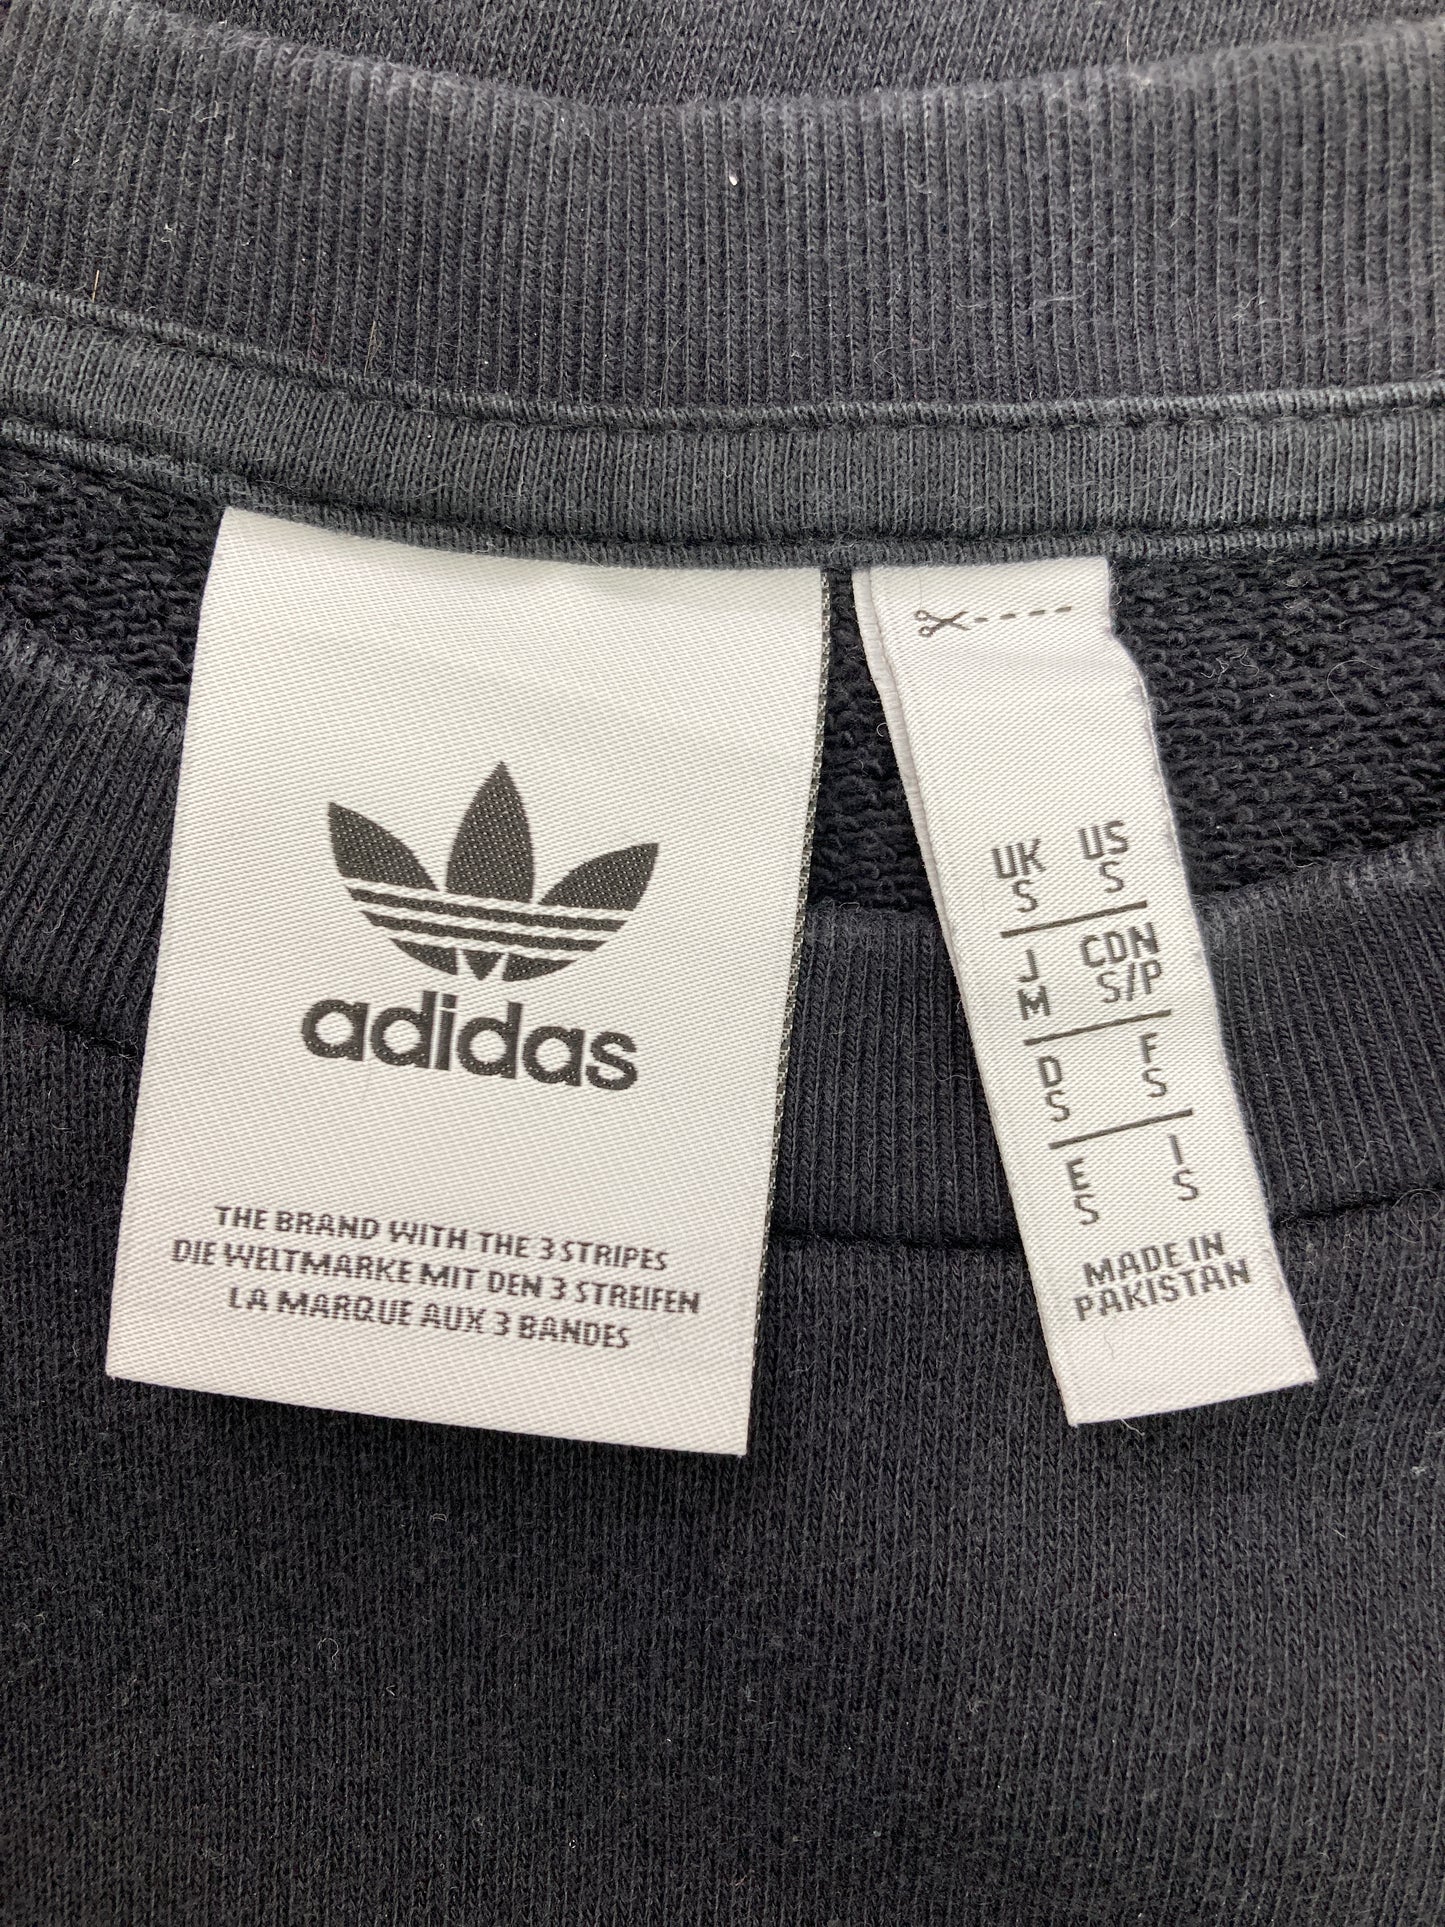 adidas
THE BRAND WITH THE 3 STRIPES
DIE WELTMARKE MIT DEN 3 STREIFEN
LA MARQUE AUX 3 BANDES
UK US
S S
J CDN
M S/P
D F
S S
E I
S S
MADE IN
PAKISTAN